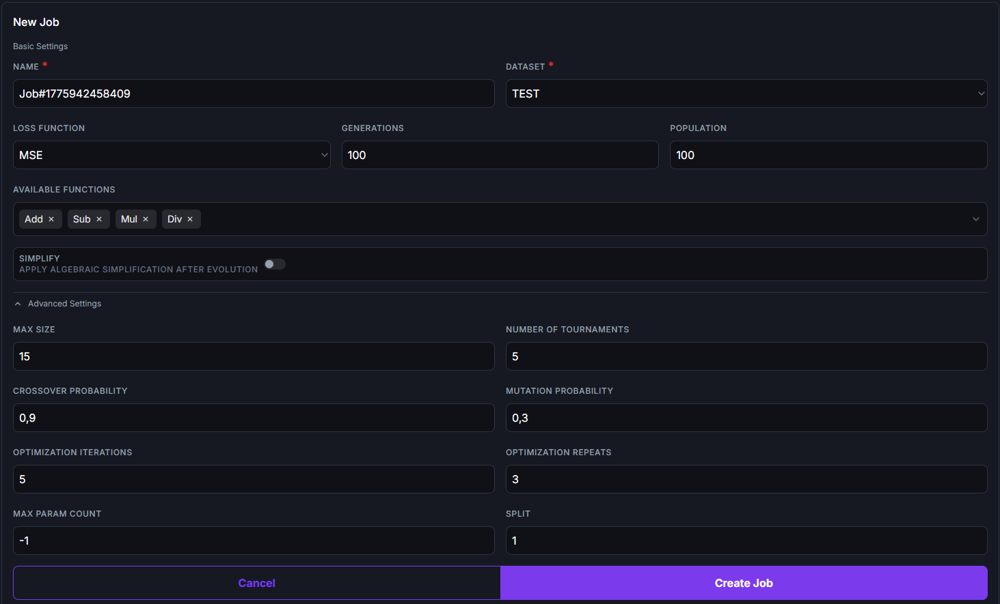 New Job
Basic Settings
NAME *
DATASET *
Job#1775942458409
TEST
LOSS FUNCTION
GENERATIONS
POPULATION
MSE
100
100
AVAILABLE FUNCTIONS
Add × Sub × Mul × Div ×
SIMPLIFY
APPLY ALGEBRAIC SIMPLIFICATION AFTER EVOLUTION
Advanced Settings
MAX SIZE
NUMBER OF TOURNAMENTS
15
5
CROSSOVER PROBABILITY
MUTATION PROBABILITY
0,9
0,3
OPTIMIZATION ITERATIONS
OPTIMIZATION REPEATS
5
3
MAX PARAM COUNT
SPLIT
-1
1
Cancel
Create Job